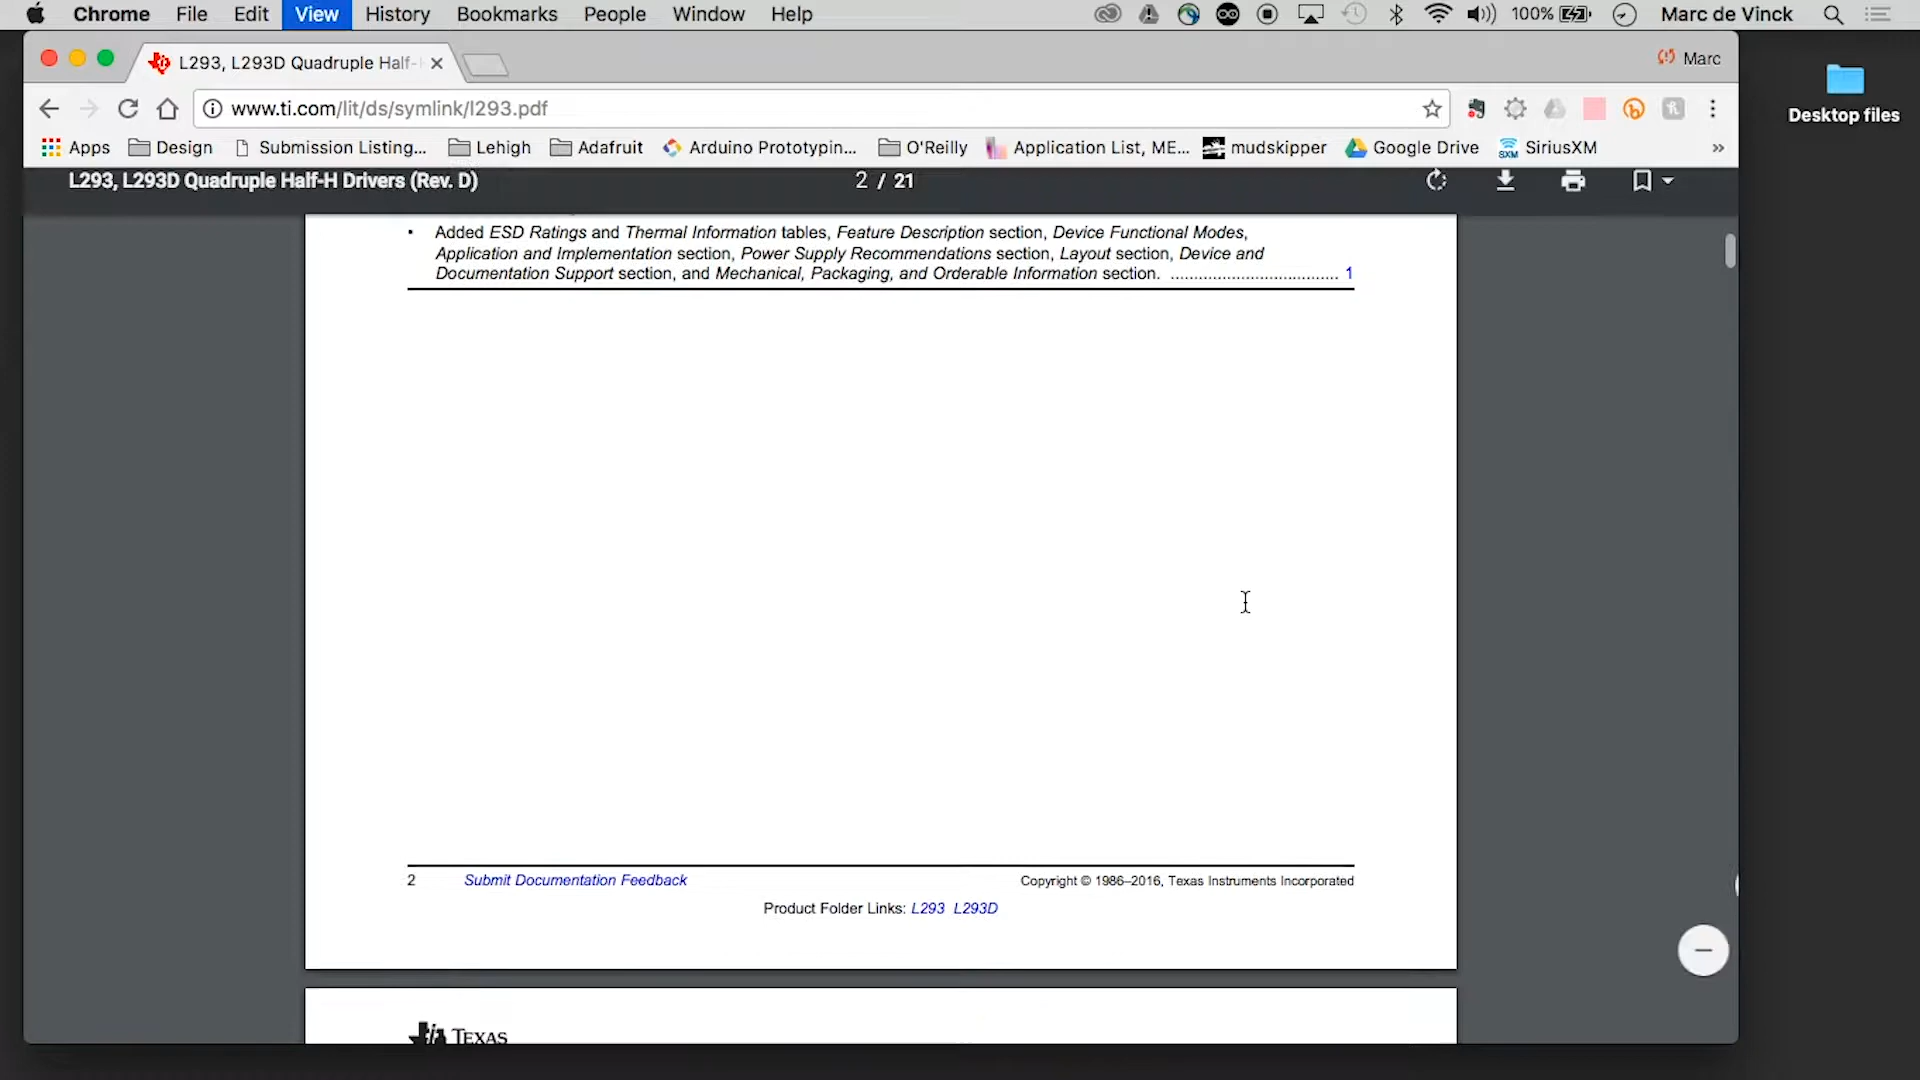 Chrome File Edit View History Bookmarks People Window Help 100% Marc de Vinck
L293, L293D Quadruple Half- Marc
www.ti.com/lit/ds/symlink/l293.pdf
Desktop files
Apps Design Submission Listing... Lehigh Adafruit Arduino Prototypin... O'Reilly Application List, ME... mudskipper Google Drive SXM SiriusXM »
L293, L293D Quadruple Half-H Drivers (Rev. D) 2 / 21
• Added ESD Ratings and Thermal Information tables, Feature Description section, Device Functional Modes,
Application and Implementation section, Power Supply Recommendations section, Layout section, Device and
Documentation Support section, and Mechanical, Packaging, and Orderable Information section. .................................... 1
2 Submit Documentation Feedback Copyright © 1986–2016, Texas Instruments Incorporated
Product Folder Links: L293 L293D
TEXAS